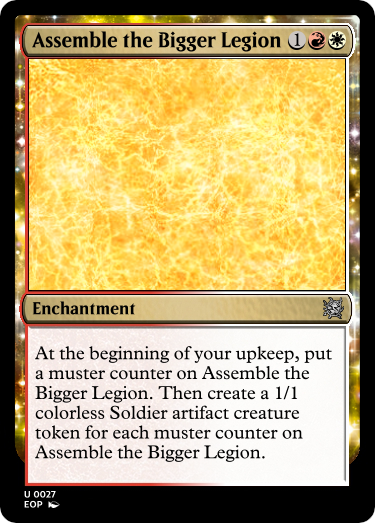 Assemble the Bigger Legion 1
Enchantment
At the beginning of your upkeep, put
a muster counter on Assemble the
Bigger Legion. Then create a 1/1
colorless Soldier artifact creature
token for each muster counter on
Assemble the Bigger Legion.
U 0027
EOP